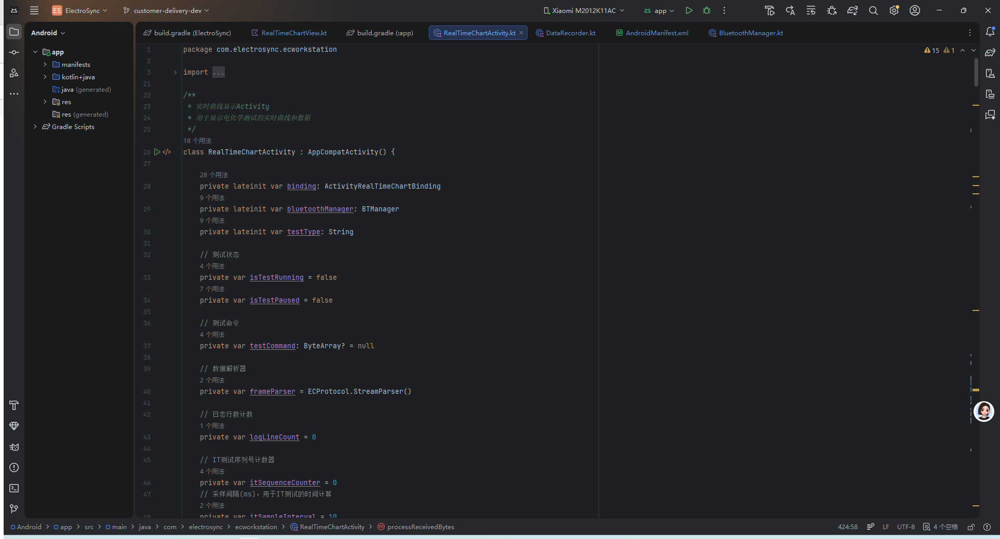 ES ElectroSync customer-delivery-dev Xiaomi M2012K11AC app
Android
app
manifests
kotlin+java
java (generated)
res
res (generated)
Gradle Scripts
build.gradle (ElectroSync) RealTimeChartView.kt build.gradle (:app) RealTimeChartActivity.kt DataRecorder.kt AndroidManifest.xml BluetoothManager.kt
15 1
1 package com.electrosync.ecworkstation
2
3 import ...
21
22 /**
23 * 实时曲线显示Activity
24 * 用于显示电化学测试的实时曲线和数据
25 */
18 个用法
26 class RealTimeChartActivity : AppCompatActivity() {
27
28 个用法
28 private lateinit var binding: ActivityRealTimeChartBinding
9 个用法
29 private lateinit var bluetoothManager: BTManager
9 个用法
30 private lateinit var testType: String
31
32 // 测试状态
4 个用法
33 private var isTestRunning = false
7 个用法
34 private var isTestPaused = false
35
36 // 测试命令
4 个用法
37 private var testCommand: ByteArray? = null
38
39 // 数据解析器
2 个用法
40 private var frameParser = ECProtocol.StreamParser()
41
42 // 日志行数计数
1 个用法
43 private var logLineCount = 0
44
45 // IT测试序列号计数器
4 个用法
46 private var itSequenceCounter = 0
47 // 采样间隔(ms)，用于IT测试的时间计算
2 个用法
48 private var itSampleInterval = 10
Android app src main java com electrosync ecworkstation RealTimeChartActivity processReceivedBytes
424:58 LF UTF-8 4 个空格